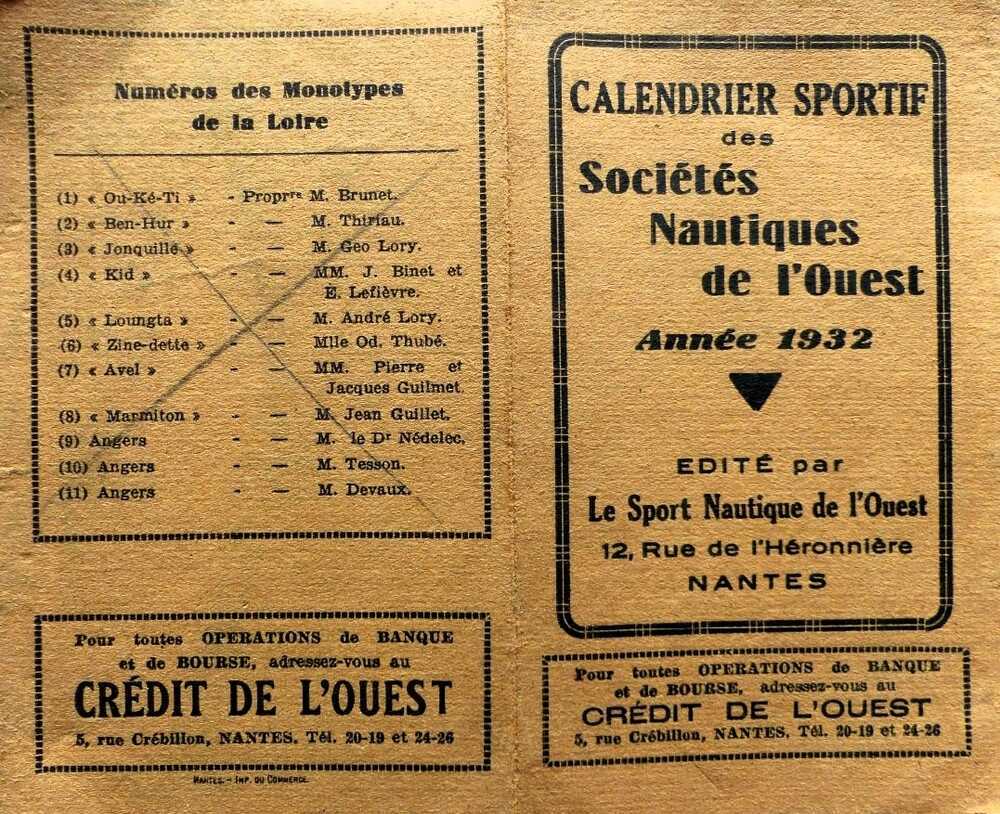 Numéros des Monotypes
de la Loire
(1) « Ou-Ké-Ti » - Proprre M. Brunet.
(2) « Ben-Hur » - — M. Thiriau.
(3) « Jonquille » - — M. Geo Lory.
(4) « Kid » - — MM. J. Binet et
E. Lefièvre.
(5) « Loungta » - — M. André Lory.
(6) « Zine-dette » - — Mlle Od. Thubé.
(7) « Avel » - — MM. Pierre et
Jacques Guilmet.
(8) « Marmiton » - — M. Jean Guillet.
(9) Angers - — M. le Dr Nédelec.
(10) Angers - — M. Tesson.
(11) Angers - — M. Devaux.
Pour toutes OPERATIONS de BANQUE
et de BOURSE, adressez-vous au
CRÉDIT DE L'OUEST
5, rue Crébillon, NANTES. Tél. 20-19 et 24-26
NANTES. - IMP. DU COMMERCE.
CALENDRIER SPORTIF
des
Sociétés
Nautiques
de l'Ouest
Année 1932
EDITÉ par
Le Sport Nautique de l'Ouest
12, Rue de l'Héronnière
NANTES
Pour toutes OPERATIONS de BANQUE
et de BOURSE, adressez-vous au
CRÉDIT DE L'OUEST
5, rue Crébillon, NANTES. Tél. 20-19 et 24-26